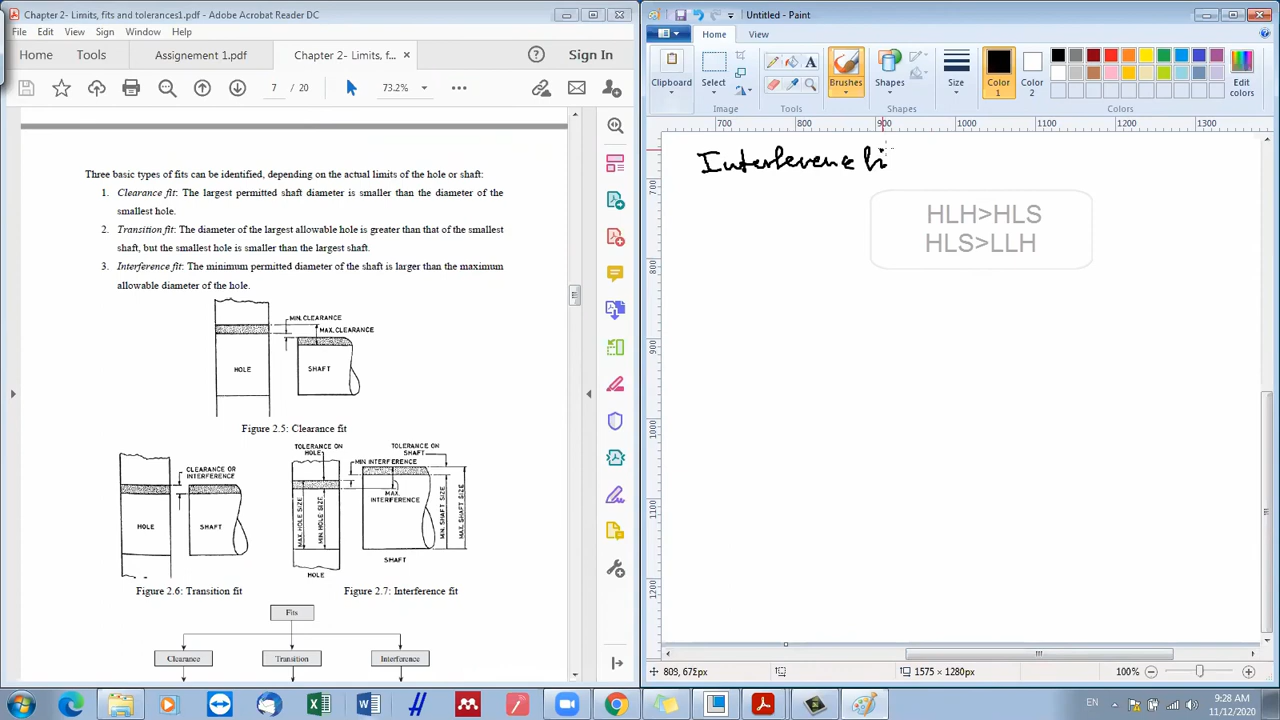 Chapter 2- Limits, fits and tolerances1.pdf - Adobe Acrobat Reader DC
File Edit View Sign Window Help
Home Tools Assignement 1.pdf Chapter 2- Limits, f... × Sign In
7 / 20 73.2%
Three basic types of fits can be identified, depending on the actual limits of the hole or shaft:
1. Clearance fit: The largest permitted shaft diameter is smaller than the diameter of the
smallest hole.
2. Transition fit: The diameter of the largest allowable hole is greater than that of the smallest
shaft, but the smallest hole is smaller than the largest shaft.
3. Interference fit: The minimum permitted diameter of the shaft is larger than the maximum
allowable diameter of the hole.
MIN. CLEARANCE
MAX. CLEARANCE
HOLE
SHAFT
Figure 2.5: Clearance fit
CLEARANCE OR
INTERFERENCE
HOLE
SHAFT
Figure 2.6: Transition fit
TOLERANCE ON
HOLE
TOLERANCE ON
SHAFT
MIN INTERFERENCE
MAX.
INTERFERENCE
MAX. HOLE SIZE
MIN. HOLE SIZE
MIN. SHAFT SIZE
MAX. SHAFT SIZE
HOLE
SHAFT
Figure 2.7: Interference fit
Fits
Clearance Transition Interference
Untitled - Paint
Home View
Clipboard
Select
Image
Tools
Brushes
Shapes
Shapes
Size
Color
1
Color
2
Edit
colors
Colors
700 800 900 1000 1100 1200 1300
700
800
900
1000
1100
1200
Interference fi
HLH>HLS
HLS>LLH
809, 675px
1575 × 1280px
100%
EN
9:28 AM
11/12/2020